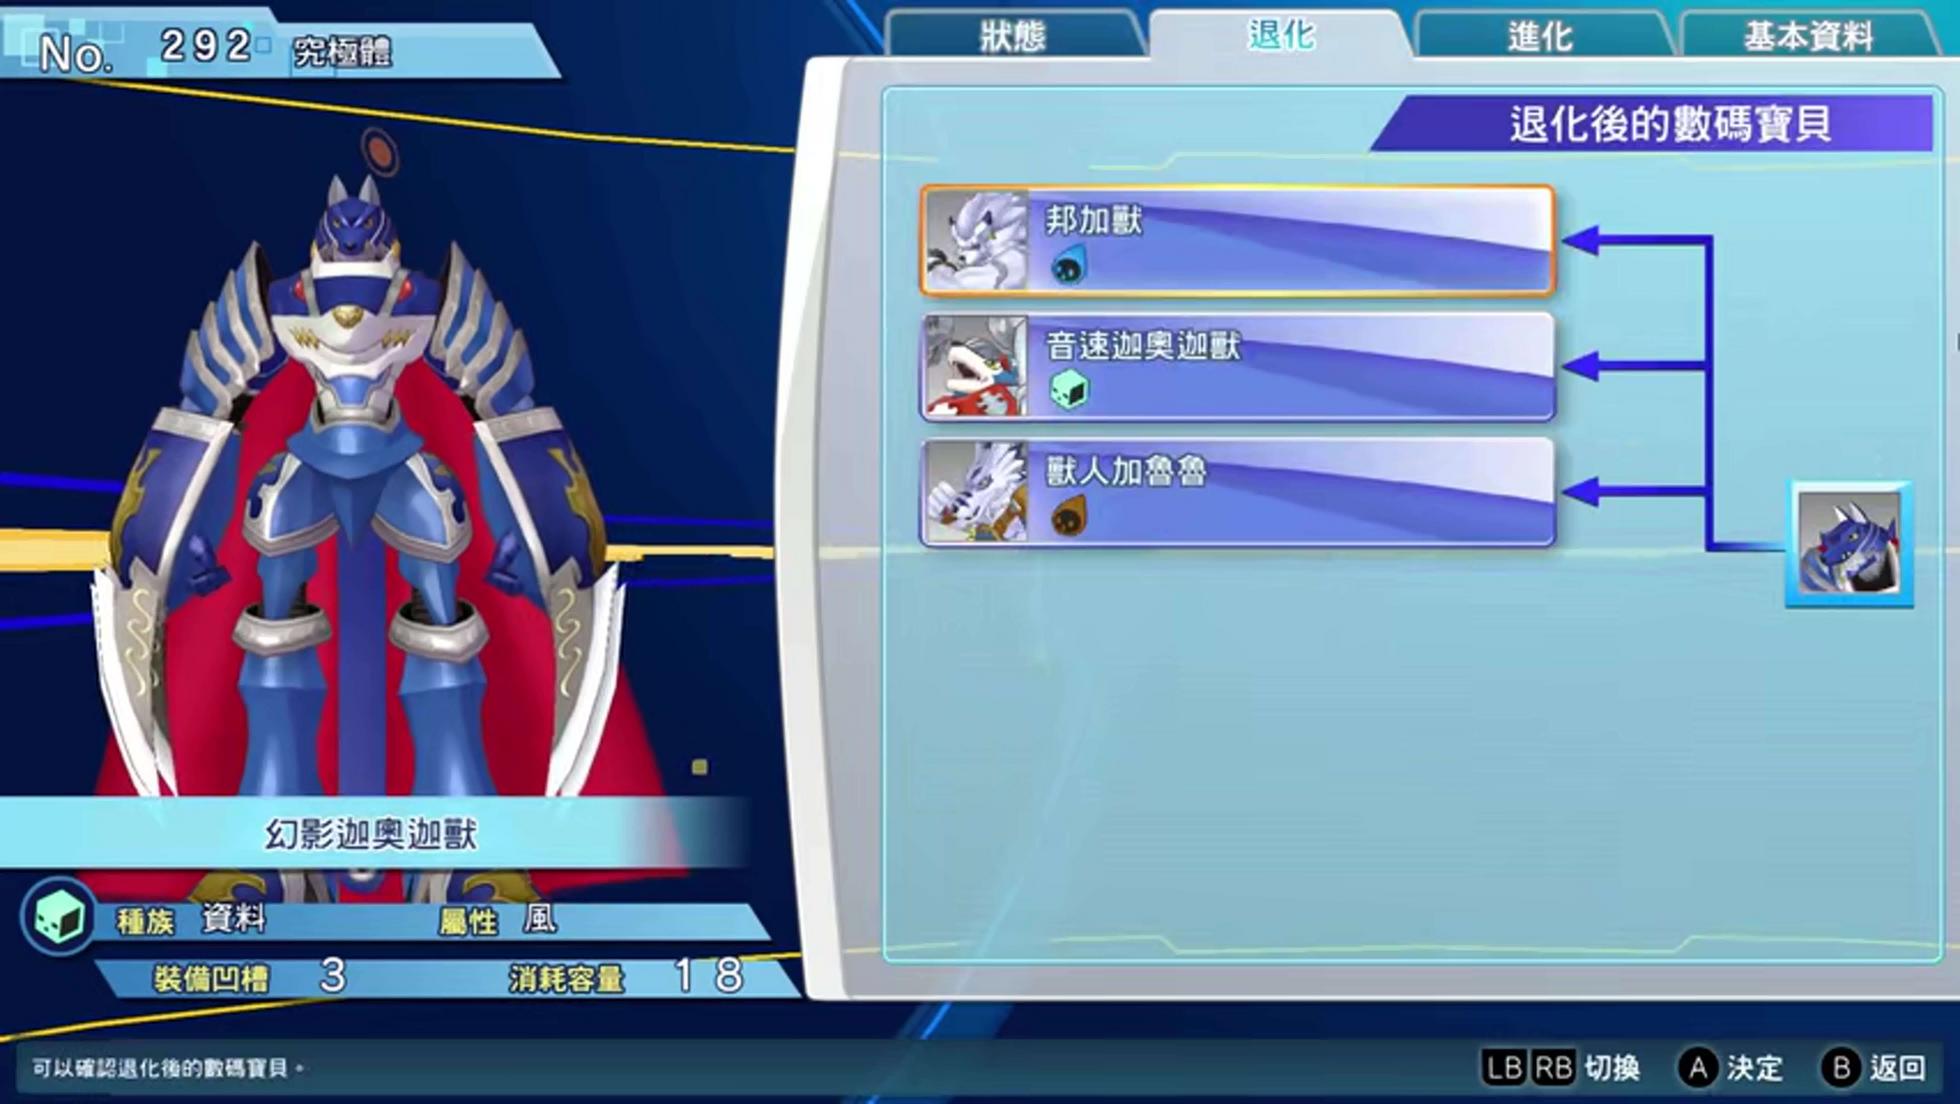 No. 292 究極體
狀態 退化 進化 基本資料
退化後的數碼寶貝
邦加獸
音速迦奧迦獸
獸人加魯魯
幻影迦奧迦獸
種族 資料 屬性 風
裝備凹槽 3 消耗容量 18
可以確認退化後的數碼寶貝。
LB RB 切換 A 決定 B 返回